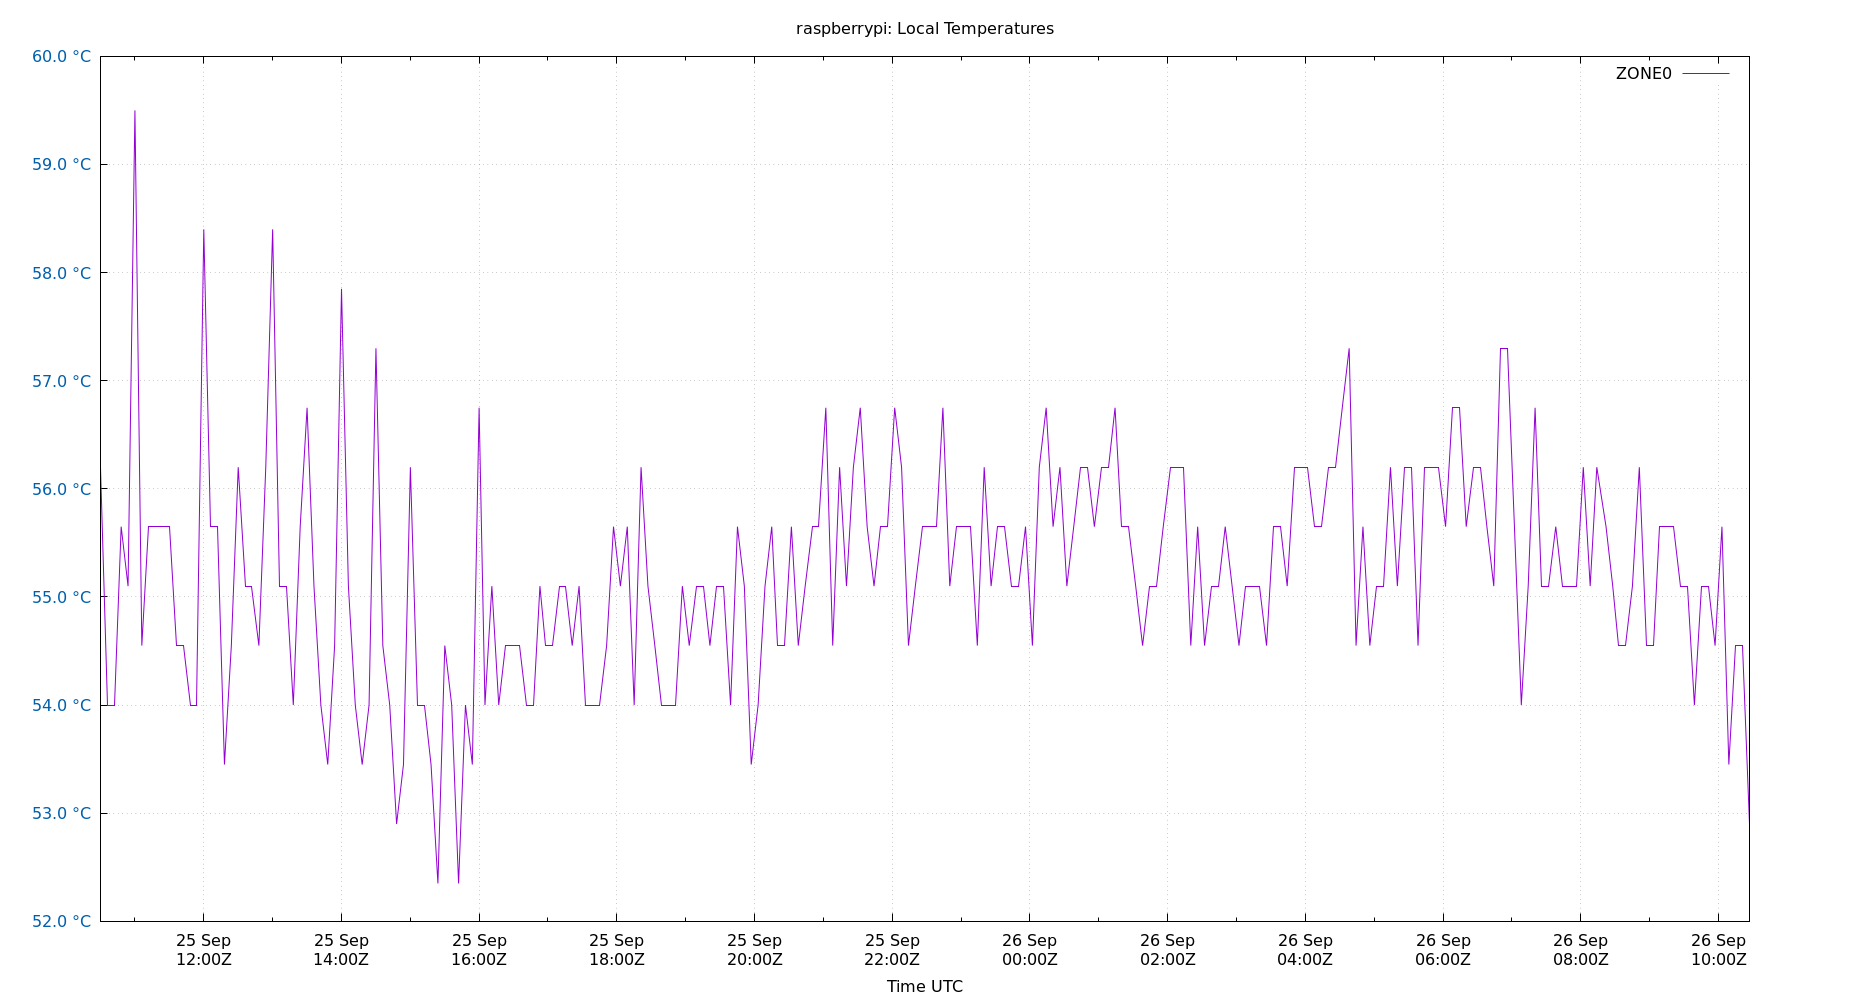 raspberrypi: Local Temperatures
60.0 °C
ZONE0
59.0 °C
58.0 °C
57.0 °C
56.0 °C
55.0 °C
54.0 °C
53.0 °C
52.0 °C
25 Sep 25 Sep 25 Sep 25 Sep 25 Sep 25 Sep 26 Sep 26 Sep 26 Sep 26 Sep 26 Sep 26 Sep
12:00Z 14:00Z 16:00Z 18:00Z 20:00Z 22:00Z 00:00Z 02:00Z 04:00Z 06:00Z 08:00Z 10:00Z
Time UTC